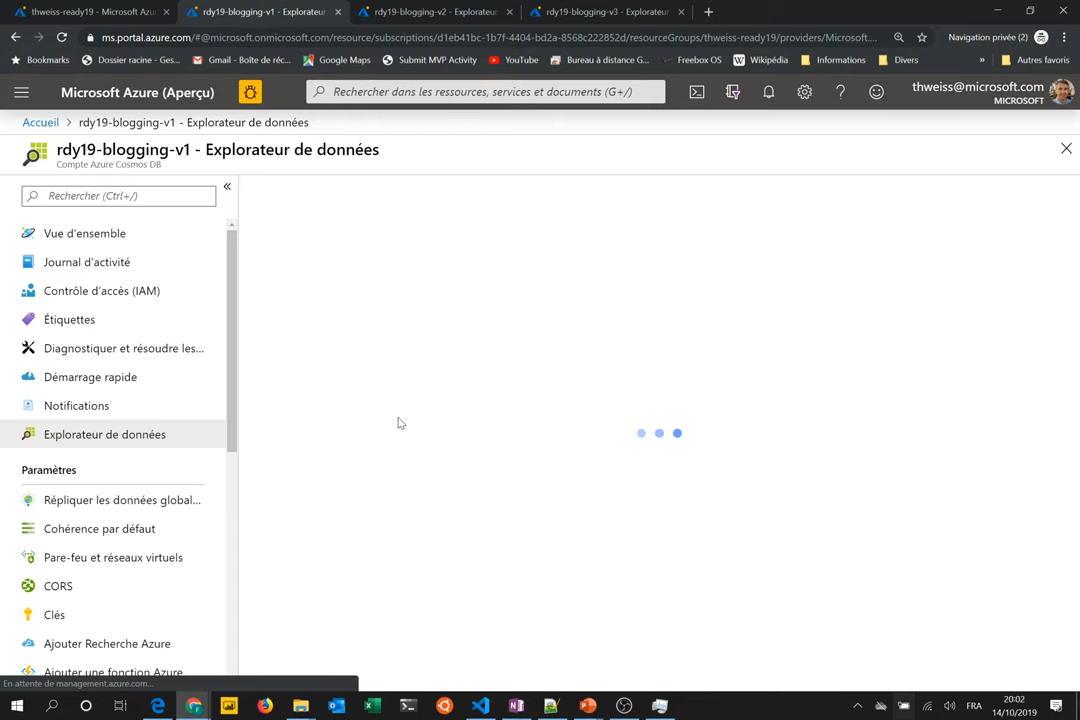 thweiss-ready19 - Microsoft Az
rdy19-blogging-v1 - Explorateur
rdy19-blogging-v2 - Explorateur
rdy19-blogging-v3 - Explorateur
ms.portal.azure.com/#@microsoft.onmicrosoft.com/resource/subscriptions/d1eb41bc-1b7f-4404-bd2a-8568c222852d/resourceGroups/thweiss-ready19/providers/Microsoft....
Navigation privée (2)
Bookmarks
Dossier racine - Ges...
Gmail - Boîte de réc...
Google Maps
Submit MVP Activity
YouTube
Bureau à distance G...
Freebox OS
Wikipédia
Informations
Divers
»
Autres favoris
Microsoft Azure (Aperçu)
Rechercher dans les ressources, services et documents (G+/)
thweiss@microsoft.com
MICROSOFT
Accueil > rdy19-blogging-v1 - Explorateur de données
rdy19-blogging-v1 - Explorateur de données
Compte Azure Cosmos DB
Rechercher (Ctrl+/)
«
Vue d'ensemble
Journal d'activité
Contrôle d'accès (IAM)
Étiquettes
Diagnostiquer et résoudre les...
Démarrage rapide
Notifications
Explorateur de données
Paramètres
Répliquer les données global...
Cohérence par défaut
Pare-feu et réseaux virtuels
CORS
Clés
Ajouter Recherche Azure
Ajouter une fonction Azure
En attente de management.azure.com...
FRA
20:02
14/10/2019